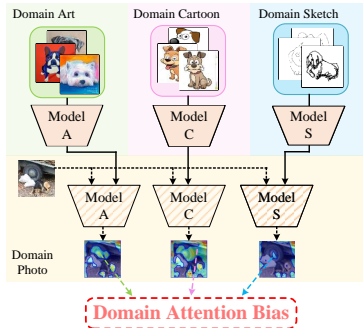 Domain Art
Domain Cartoon
Domain Sketch
Model
A
Model
C
Model
S
Model
A
Model
C
Model
S
Domain
Photo
Domain Attention Bias